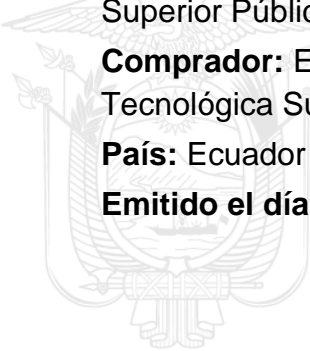 Superior Públic
Comprador: E
Tecnológica Su
País: Ecuador
Emitido el día